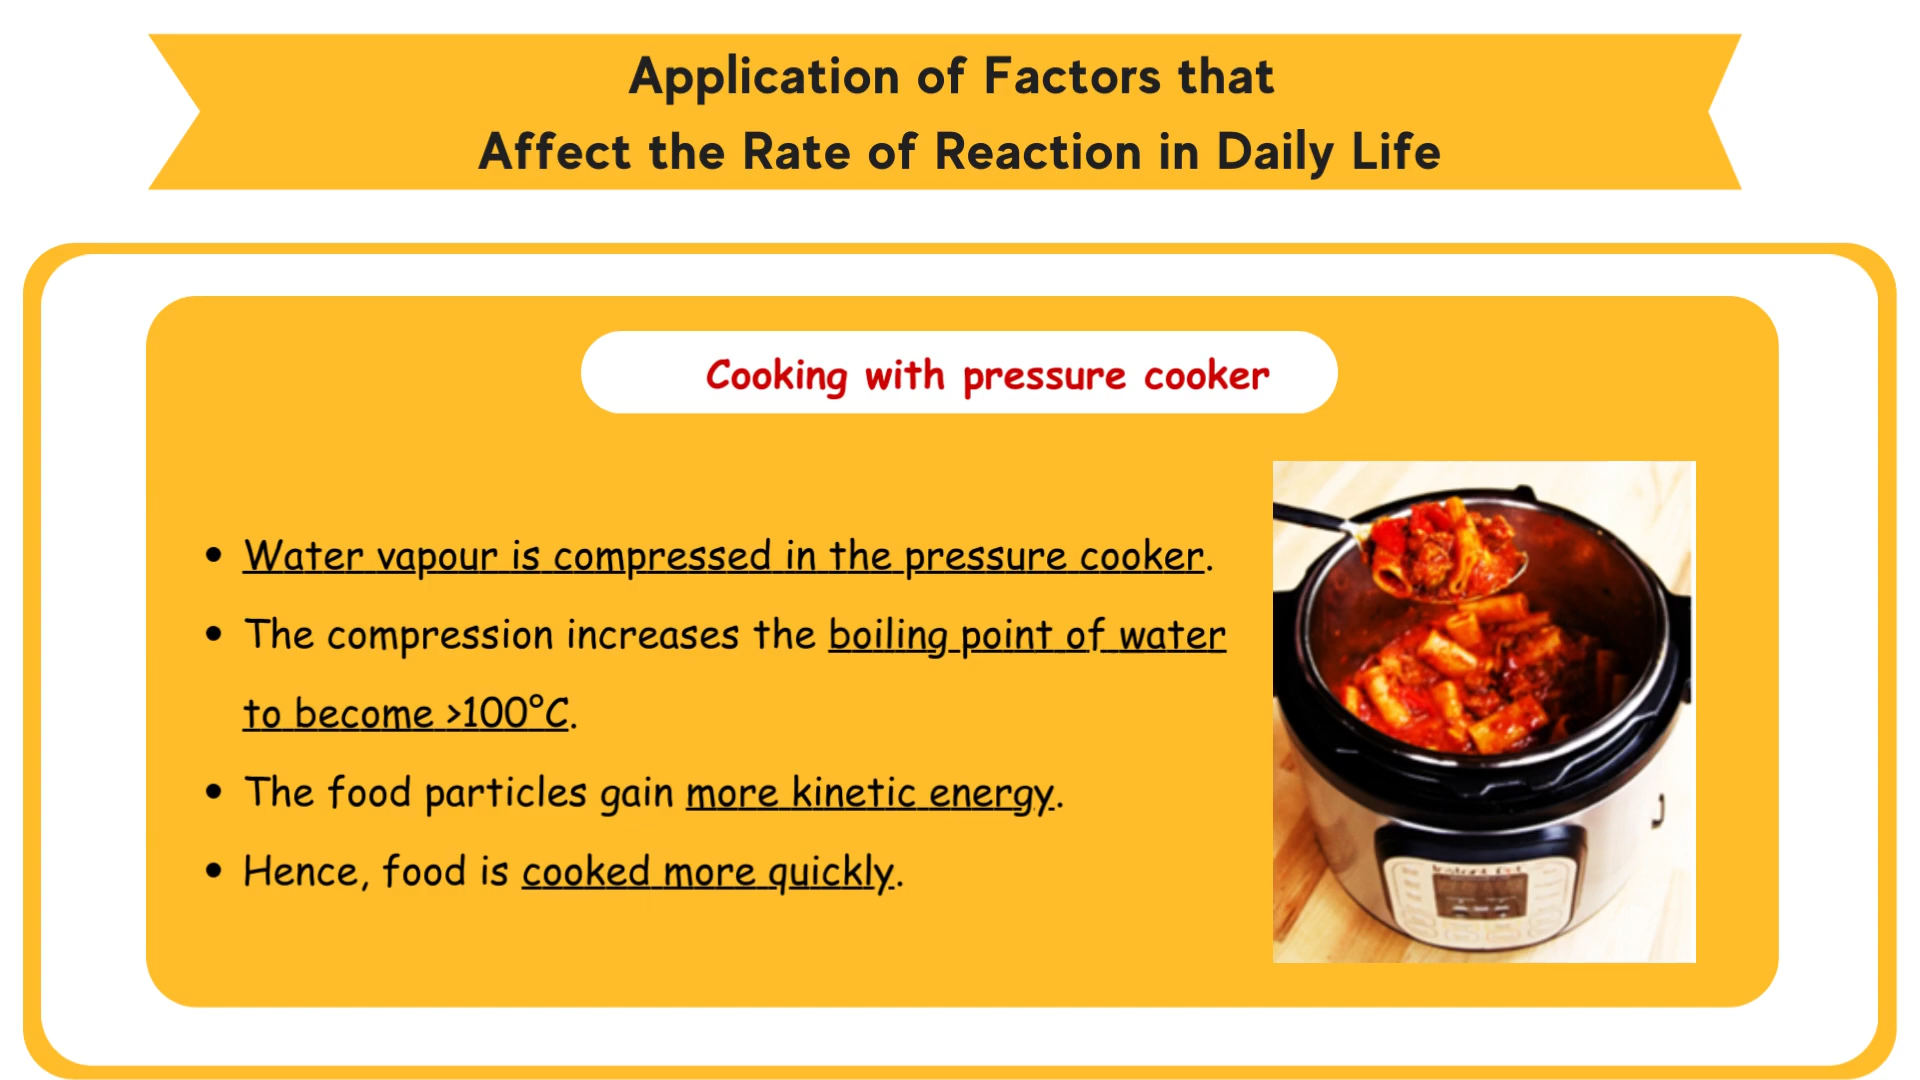 Application of Factors that
Affect the Rate of Reaction in Daily Life
Cooking with pressure cooker
• Water vapour is compressed in the pressure cooker.
• The compression increases the boiling point of water
to become >100°C.
• The food particles gain more kinetic energy.
• Hence, food is cooked more quickly.
Instant Pot